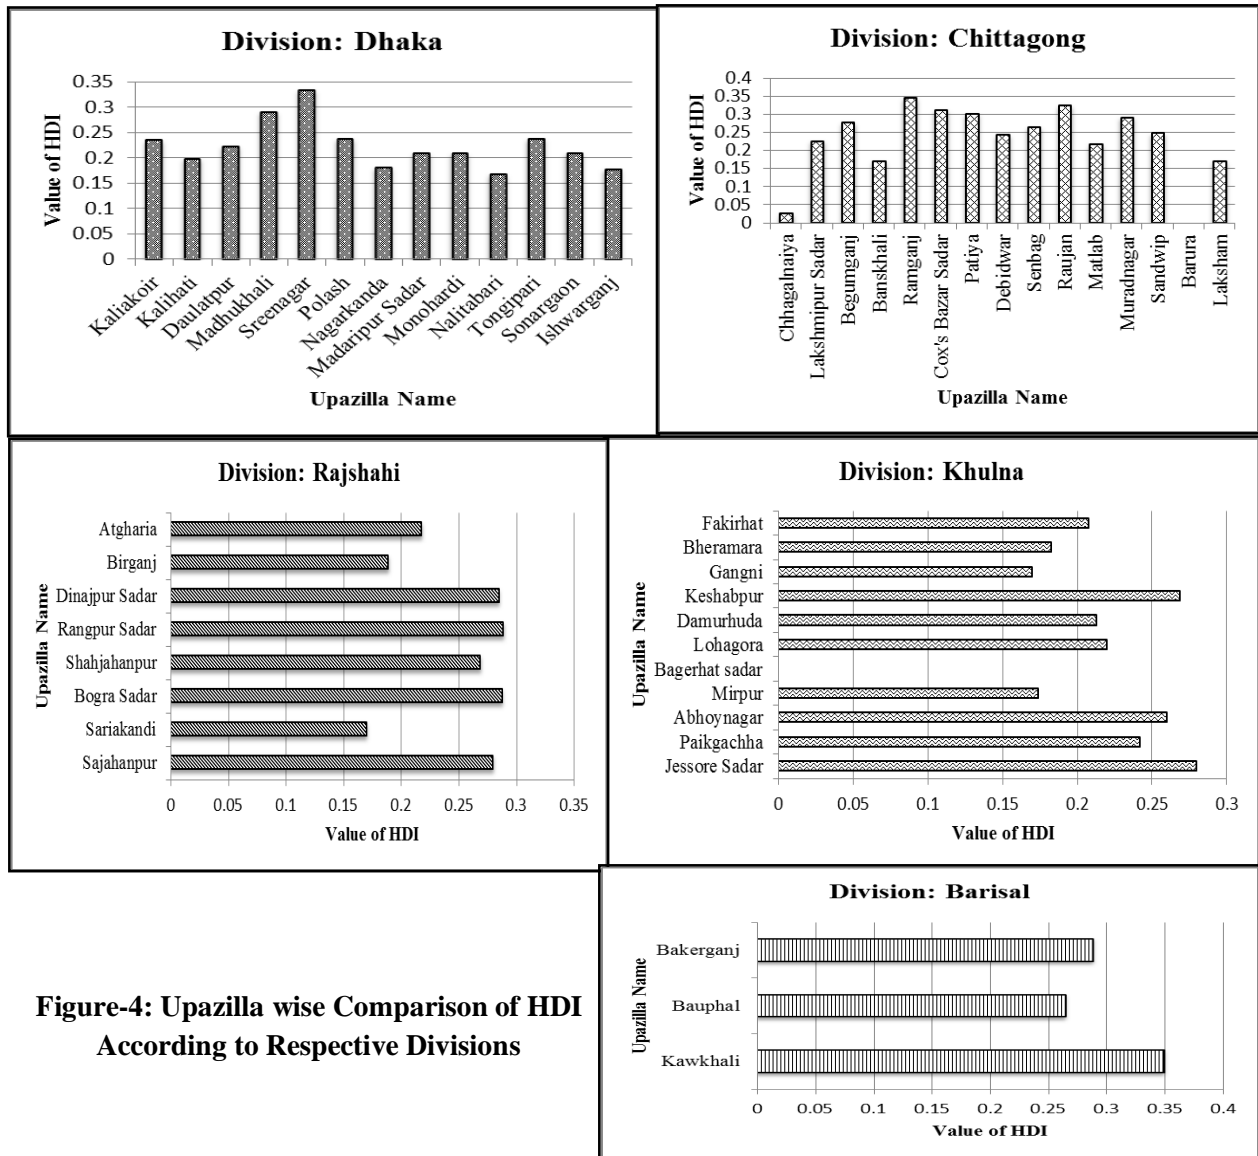 Division: Dhaka
Value of HDI
0.35
0.3
0.25
0.2
0.15
0.1
0.05
0
Kaliakoir
Kalihati
Daulatpur
Madhukhali
Sreenagar
Polash
Nagarkanda
Madaripur Sadar
Monohardi
Nalitabari
Tongipari
Sonargaon
Ishwarganj
Upazilla Name
Division: Chittagong
Value of HDI
0.4
0.35
0.3
0.25
0.2
0.15
0.1
0.05
0
Chhagalnaiya
Lakshmipur Sadar
Begumganj
Banskhali
Ramganj
Cox's Bazar Sadar
Patiya
Debidwar
Senbag
Raujan
Matlab
Muradnagar
Sandwip
Barura
Laksham
Upazilla Name
Division: Rajshahi
Upazilla Name
Atgharia
Birganj
Dinajpur Sadar
Rangpur Sadar
Shahjahanpur
Bogra Sadar
Sariakandi
Sajahanpur
0 0.05 0.1 0.15 0.2 0.25 0.3 0.35
Value of HDI
Division: Khulna
Upazilla Name
Fakirhat
Bheramara
Gangni
Keshabpur
Damurhuda
Lohagora
Bagerhat sadar
Mirpur
Abhoynagar
Paikgachha
Jessore Sadar
0 0.05 0.1 0.15 0.2 0.25 0.3
Value of HDI
Division: Barisal
Upazilla Name
Bakerganj
Bauphal
Kawkhali
0 0.05 0.1 0.15 0.2 0.25 0.3 0.35 0.4
Value of HDI
Figure-4: Upazilla wise Comparison of HDI
According to Respective Divisions